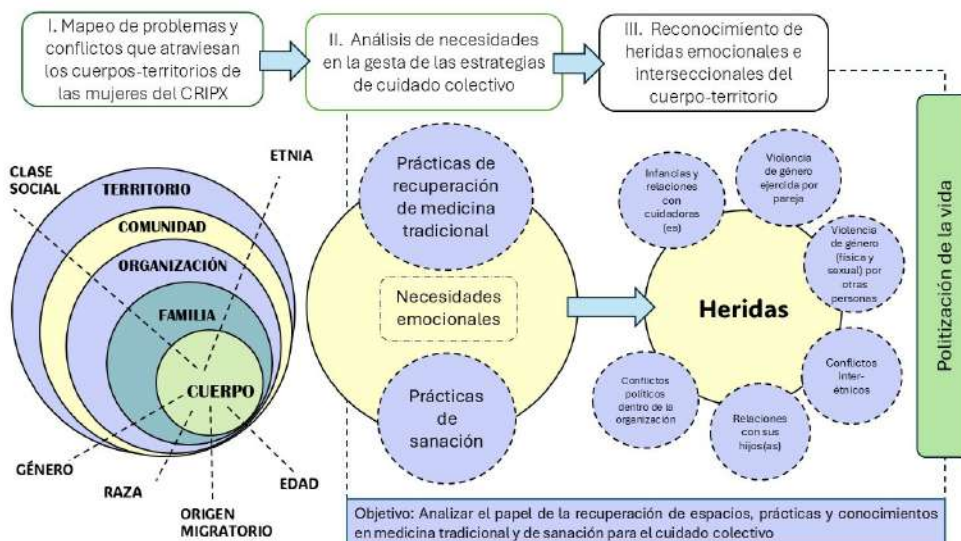 I. Mapeo de problemas y
conflictos que atraviesan
los cuerpos-territorios de
las mujeres del CRIPX
II. Análisis de necesidades
en la gesta de las estrategias
de cuidado colectivo
III. Reconocimiento de
heridas emocionales e
interseccionales del
cuerpo-territorio
CLASE
SOCIAL
ETNIA
TERRITORIO
COMUNIDAD
ORGANIZACIÓN
FAMILIA
CUERPO
GÉNERO
RAZA
ORIGEN
MIGRATORIO
EDAD
Prácticas de
recuperación
de medicina
tradicional
Necesidades
emocionales
Prácticas
de
sanación
Infancias y
relaciones con
cuidadoras
(es)
Violencia
de género
ejercida por
pareja
Violencia
de género
(física y
sexual) por
otras
personas
Heridas
Conflictos
inter-
étnicos
Conflictos
políticos
dentro de la
organización
Relaciones
con sus
hijos(as)
Politización de la vida
Objetivo: Analizar el papel de la recuperación de espacios, prácticas y conocimientos
en medicina tradicional y de sanación para el cuidado colectivo